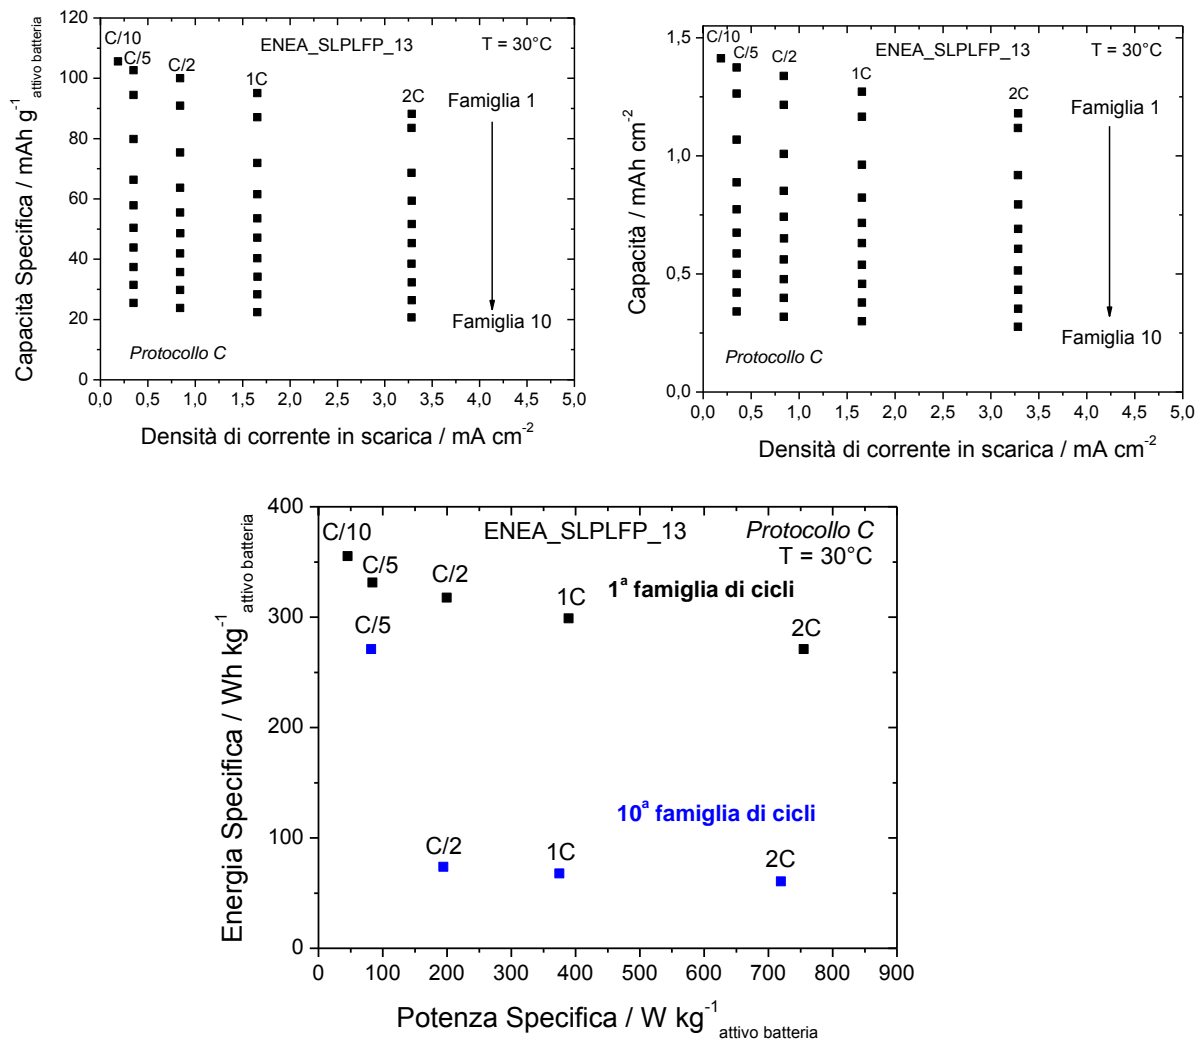 120
100
80
60
40
20
0
Capacità Specifica / mAh g-1 attivo batteria
C/10
C/5
C/2
1C
2C
ENEA_SLPLFP_13
T = 30°C
Famiglia 1
Famiglia 10
Protocollo C
0,0 0,5 1,0 1,5 2,0 2,5 3,0 3,5 4,0 4,5 5,0
Densità di corrente in scarica / mA cm-2
1,5
1,0
0,5
0,0
Capacità / mAh cm-2
C/10
C/5
C/2
1C
2C
ENEA_SLPLFP_13
T = 30°C
Famiglia 1
Famiglia 10
Protocollo C
0,0 0,5 1,0 1,5 2,0 2,5 3,0 3,5 4,0 4,5 5,0
Densità di corrente in scarica / mA cm-2
400
300
200
100
0
Energia Specifica / Wh kg-1 attivo batteria
ENEA_SLPLFP_13
Protocollo C
T = 30°C
C/10
C/5
C/2
1C
2C
1a famiglia di cicli
C/5
10a famiglia di cicli
C/2
1C
2C
0 100 200 300 400 500 600 700 800 900
Potenza Specifica / W kg-1 attivo batteria